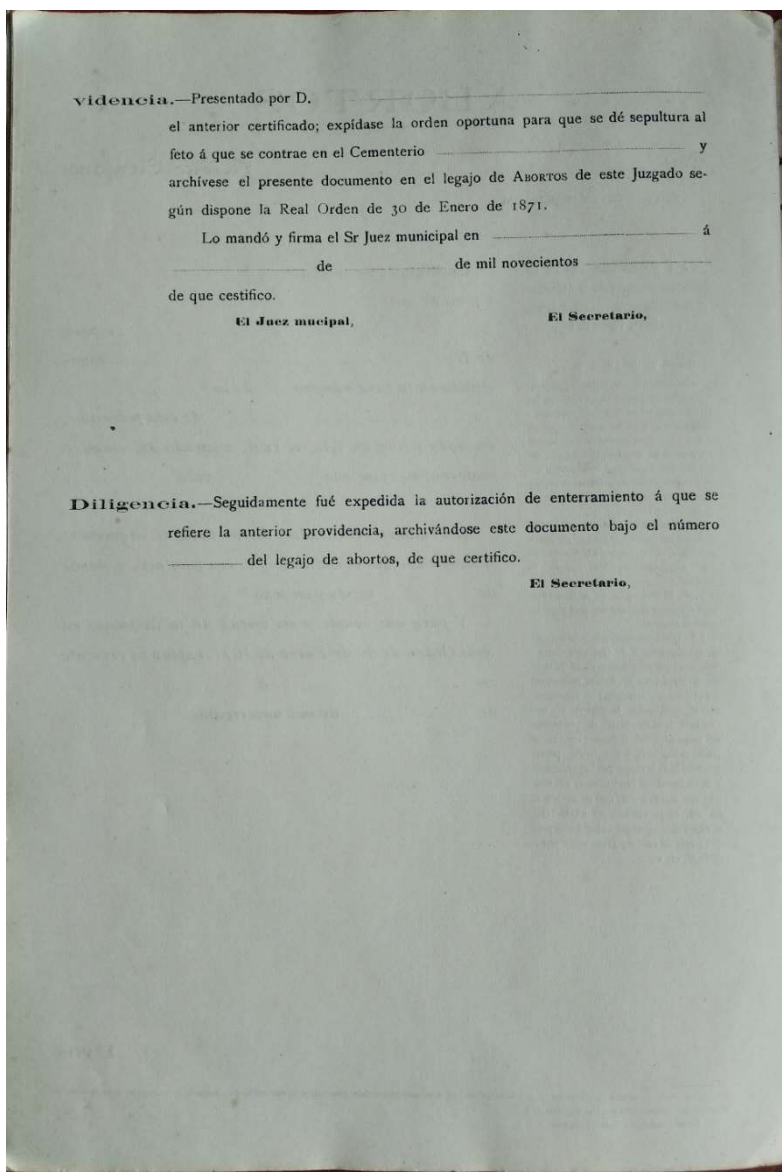 videncia.—Presentado por D.
el anterior certificado; expídase la orden oportuna para que se dé sepultura al
feto á que se contrae en el Cementerio y
archívese el presente documento en el legajo de ABORTOS de este Juzgado se-
gún dispone la Real Orden de 30 de Enero de 1871.
Lo mandó y firma el Sr Juez municipal en á
de de mil novecientos
de que cestifico.
El Juez mucipal, El Secretario,
Diligencia.—Seguidamente fué expedida la autorización de enterramiento á que se
refiere la anterior providencia, archivándose este documento bajo el número
del legajo de abortos, de que certifico.
El Secretario,